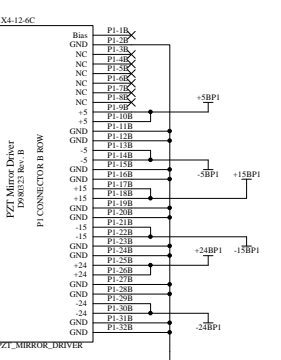 X4-12-6C
Bias P1-1B
GND P1-2B
NC P1-3B
NC P1-4B
NC P1-5B
NC P1-6B
NC P1-7B
NC P1-8B
+5 P1-9B +5BP1
+5 P1-10B
GND P1-11B
GND P1-12B
-5 P1-13B
-5 P1-14B -5BP1
GND P1-15B
GND P1-16B
+15 P1-17B +15BP1
+15 P1-18B
GND P1-19B
GND P1-20B
-15 P1-21B
-15 P1-22B -15BP1
GND P1-23B
GND P1-24B
+24 P1-25B +24BP1
+24 P1-26B
GND P1-27B
GND P1-28B
-24 P1-29B
-24 P1-30B -24BP1
GND P1-31B
GND P1-32B
PZT Mirror Driver
D980323 Rev. B
P1 CONNECTOR B ROW
PZT_MIRROR_DRIVER